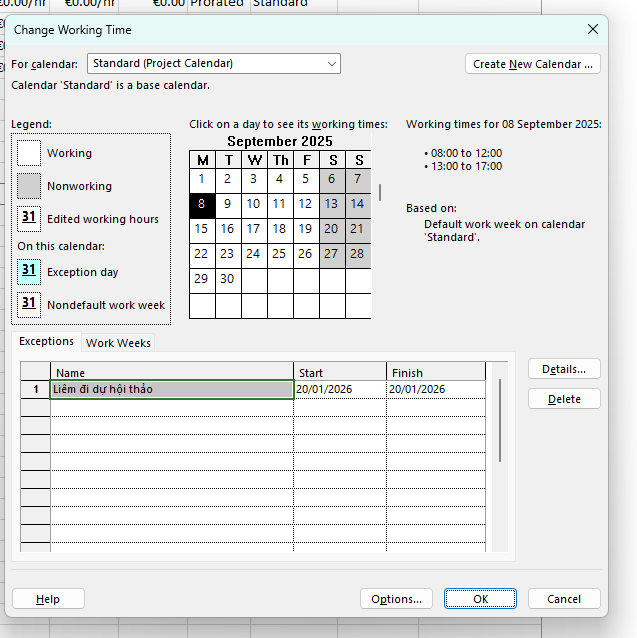 €0.00/hr €0.00/hr €0.00 Prorated Standard
Change Working Time
For calendar: Standard (Project Calendar)
Create New Calendar ...
Calendar 'Standard' is a base calendar.
Legend:
Working
Nonworking
31 Edited working hours
On this calendar:
31 Exception day
31 Nondefault work week
Click on a day to see its working times:
September 2025
M T W Th F S S
1 2 3 4 5 6 7
8 9 10 11 12 13 14
15 16 17 18 19 20 21
22 23 24 25 26 27 28
29 30
Working times for 08 September 2025:
• 08:00 to 12:00
• 13:00 to 17:00
Based on:
Default work week on calendar
'Standard'.
Exceptions Work Weeks
Name Start Finish
1 Liêm đi dự hội thảo 20/01/2026 20/01/2026
Details...
Delete
Help
Options...
OK
Cancel